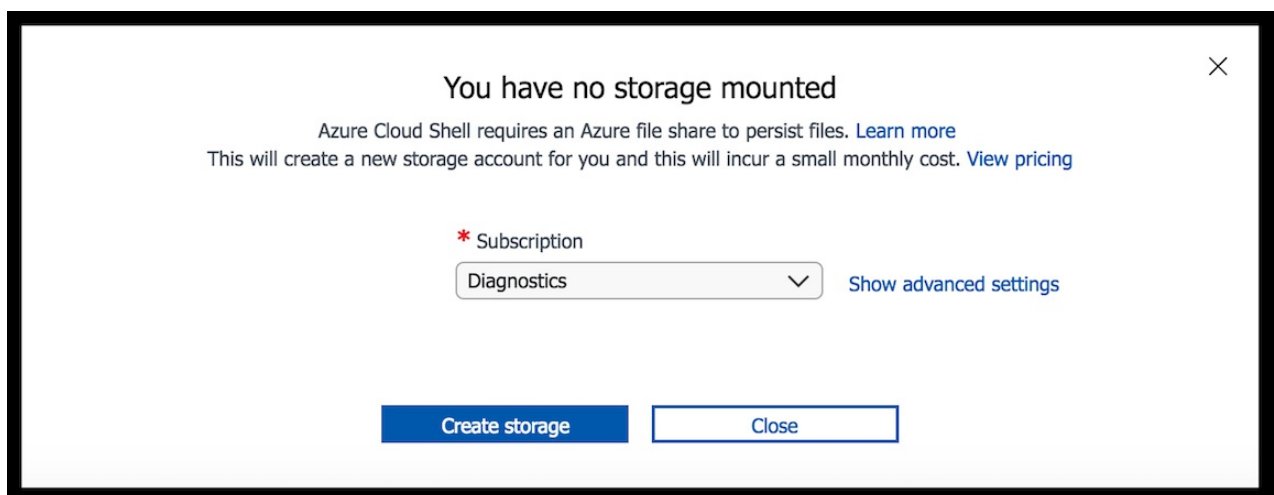 You have no storage mounted
Azure Cloud Shell requires an Azure file share to persist files. Learn more
This will create a new storage account for you and this will incur a small monthly cost. View pricing
* Subscription
Diagnostics
Show advanced settings
Create storage
Close